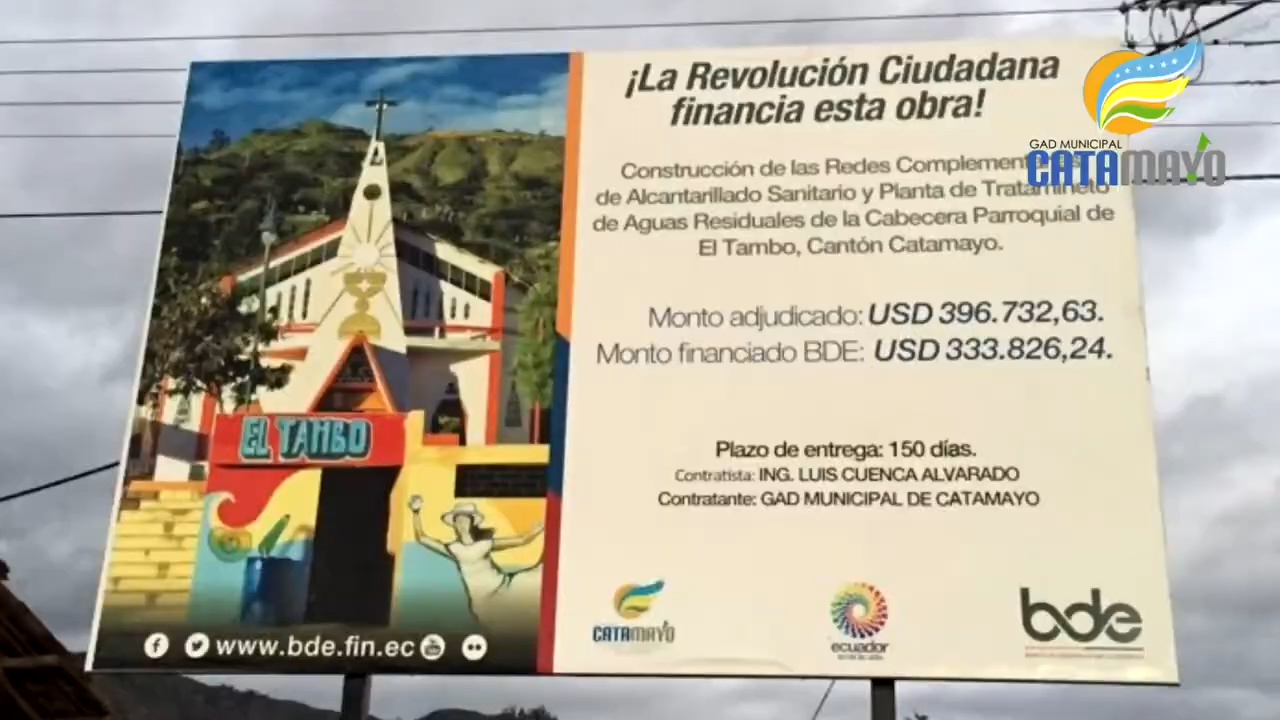 ¡La Revolución Ciudadana
financia esta obra!
GAD MUNICIPAL
CATAMAYO
Construcción de las Redes
de Alcantarillado Sanitario y Planta de Tratamineto
de Aguas Residuales de la Cabecera Parroquial de
El Tambo, Cantón Catamayo.
Monto adjudicado: USD 396.732,63.
Monto financiado BDE: USD 333.826,24.
EL TAMBO
Plazo de entrega: 150 días.
Contratista: ING. LUIS CUENCA ALVARADO
Contratante: GAD MUNICIPAL DE CATAMAYO
www.bde.fin.ec
CATAMAYO
ecuador
bde